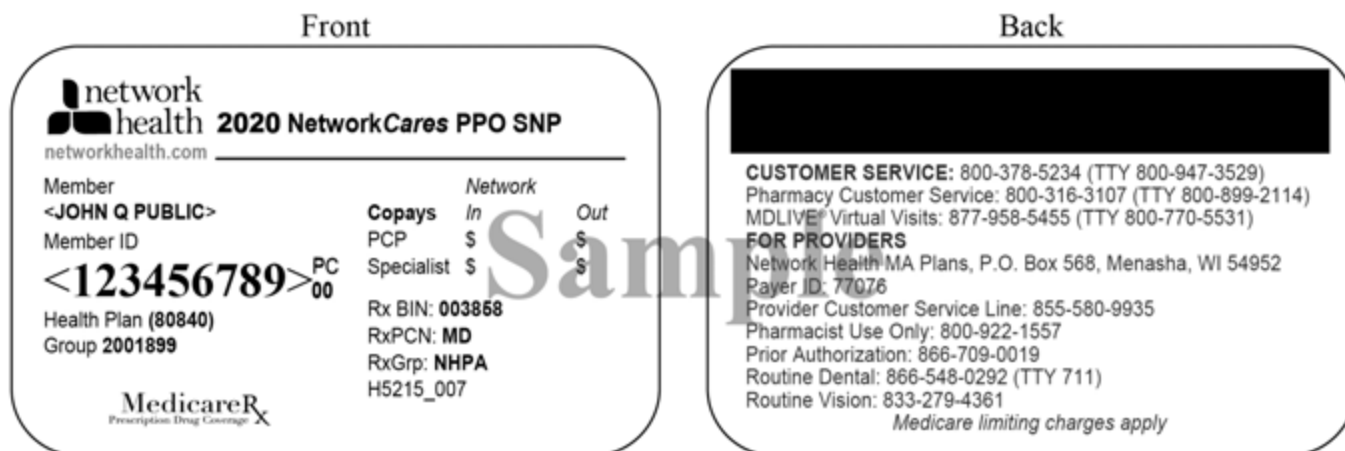 Front
network
health 2020 NetworkCares PPO SNP
networkhealth.com
Member
<JOHN Q PUBLIC>
Member ID
<123456789> PC 00
Health Plan (80840)
Group 2001899
MedicareRx
Prescription Drug Coverage
Network
Copays In Out
PCP $ $
Specialist $ $
Rx BIN: 003858
RxPCN: MD
RxGrp: NHPA
H5215_007
Sample
Back
CUSTOMER SERVICE: 800-378-5234 (TTY 800-947-3529)
Pharmacy Customer Service: 800-316-3107 (TTY 800-899-2114)
MDLIVE Virtual Visits: 877-958-5455 (TTY 800-770-5531)
FOR PROVIDERS
Network Health MA Plans, P.O. Box 568, Menasha, WI 54952
Payer ID: 77076
Provider Customer Service Line: 855-580-9935
Pharmacist Use Only: 800-922-1557
Prior Authorization: 866-709-0019
Routine Dental: 866-548-0292 (TTY 711)
Routine Vision: 833-279-4361
Medicare limiting charges apply